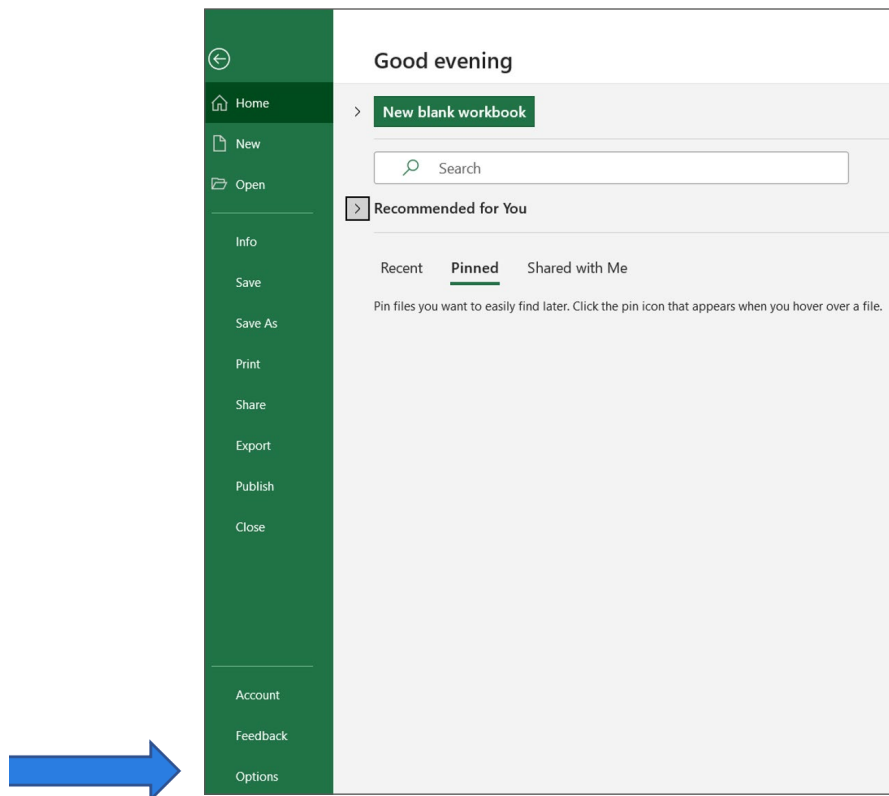 Good evening
Home
New blank workbook
New
Search
Open
Recommended for You
Info
Recent Pinned Shared with Me
Save
Pin files you want to easily find later. Click the pin icon that appears when you hover over a file.
Save As
Print
Share
Export
Publish
Close
Account
Feedback
Options